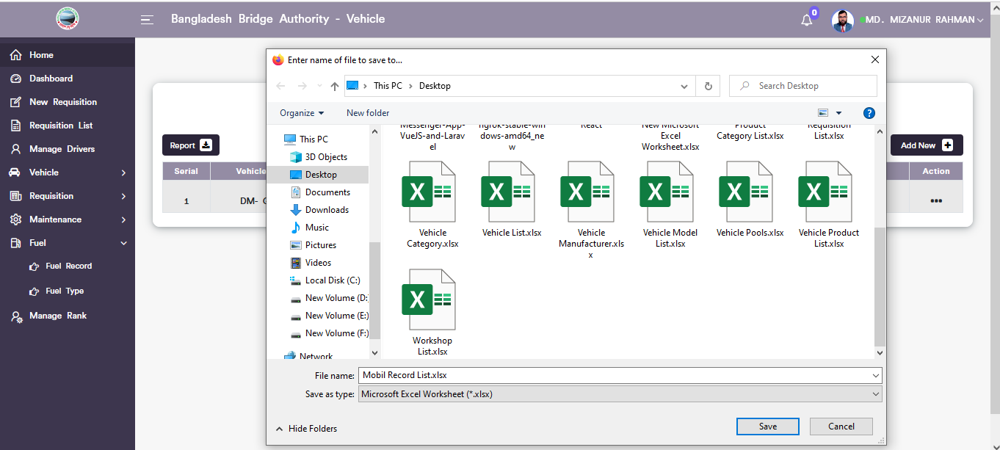 Bangladesh Bridge Authority - Vehicle
0
MD. MIZANUR RAHMAN
Home
Dashboard
New Requisition
Requisition List
Manage Drivers
Vehicle
Requisition
Maintenance
Fuel
Fuel Record
Fuel Type
Manage Rank
Report
Add New
Serial
Vehicle
Action
1
DM-
Enter name of file to save to...
This PC
Desktop
Search Desktop
Organize
New folder
This PC
3D Objects
Desktop
Documents
Downloads
Music
Pictures
Videos
Local Disk (C:)
New Volume (D:
New Volume (E:)
New Volume (F:)
Network
Messenger-App-
VueJS-and-Larav
el
ngrok-stable-win
dows-amd64_ne
w
React
New Microsoft
Excel
Worksheet.xlsx
Product
Category List.xlsx
Requisition
List.xlsx
Vehicle
Category.xlsx
Vehicle List.xlsx
Vehicle
Manufacturer.xls
x
Vehicle Model
List.xlsx
Vehicle Pools.xlsx
Vehicle Product
List.xlsx
Workshop
List.xlsx
File name:
Mobil Record List.xlsx
Save as type:
Microsoft Excel Worksheet (*.xlsx)
Hide Folders
Save
Cancel